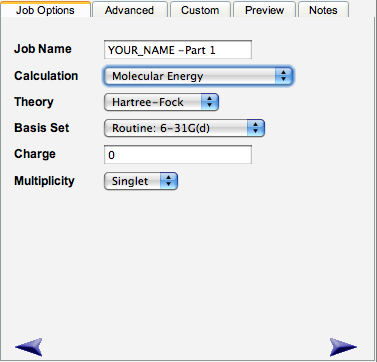 Job Options Advanced Custom Preview Notes
Job Name YOUR_NAME -Part 1
Calculation Molecular Energy
Theory Hartree-Fock
Basis Set Routine: 6-31G(d)
Charge 0
Multiplicity Singlet